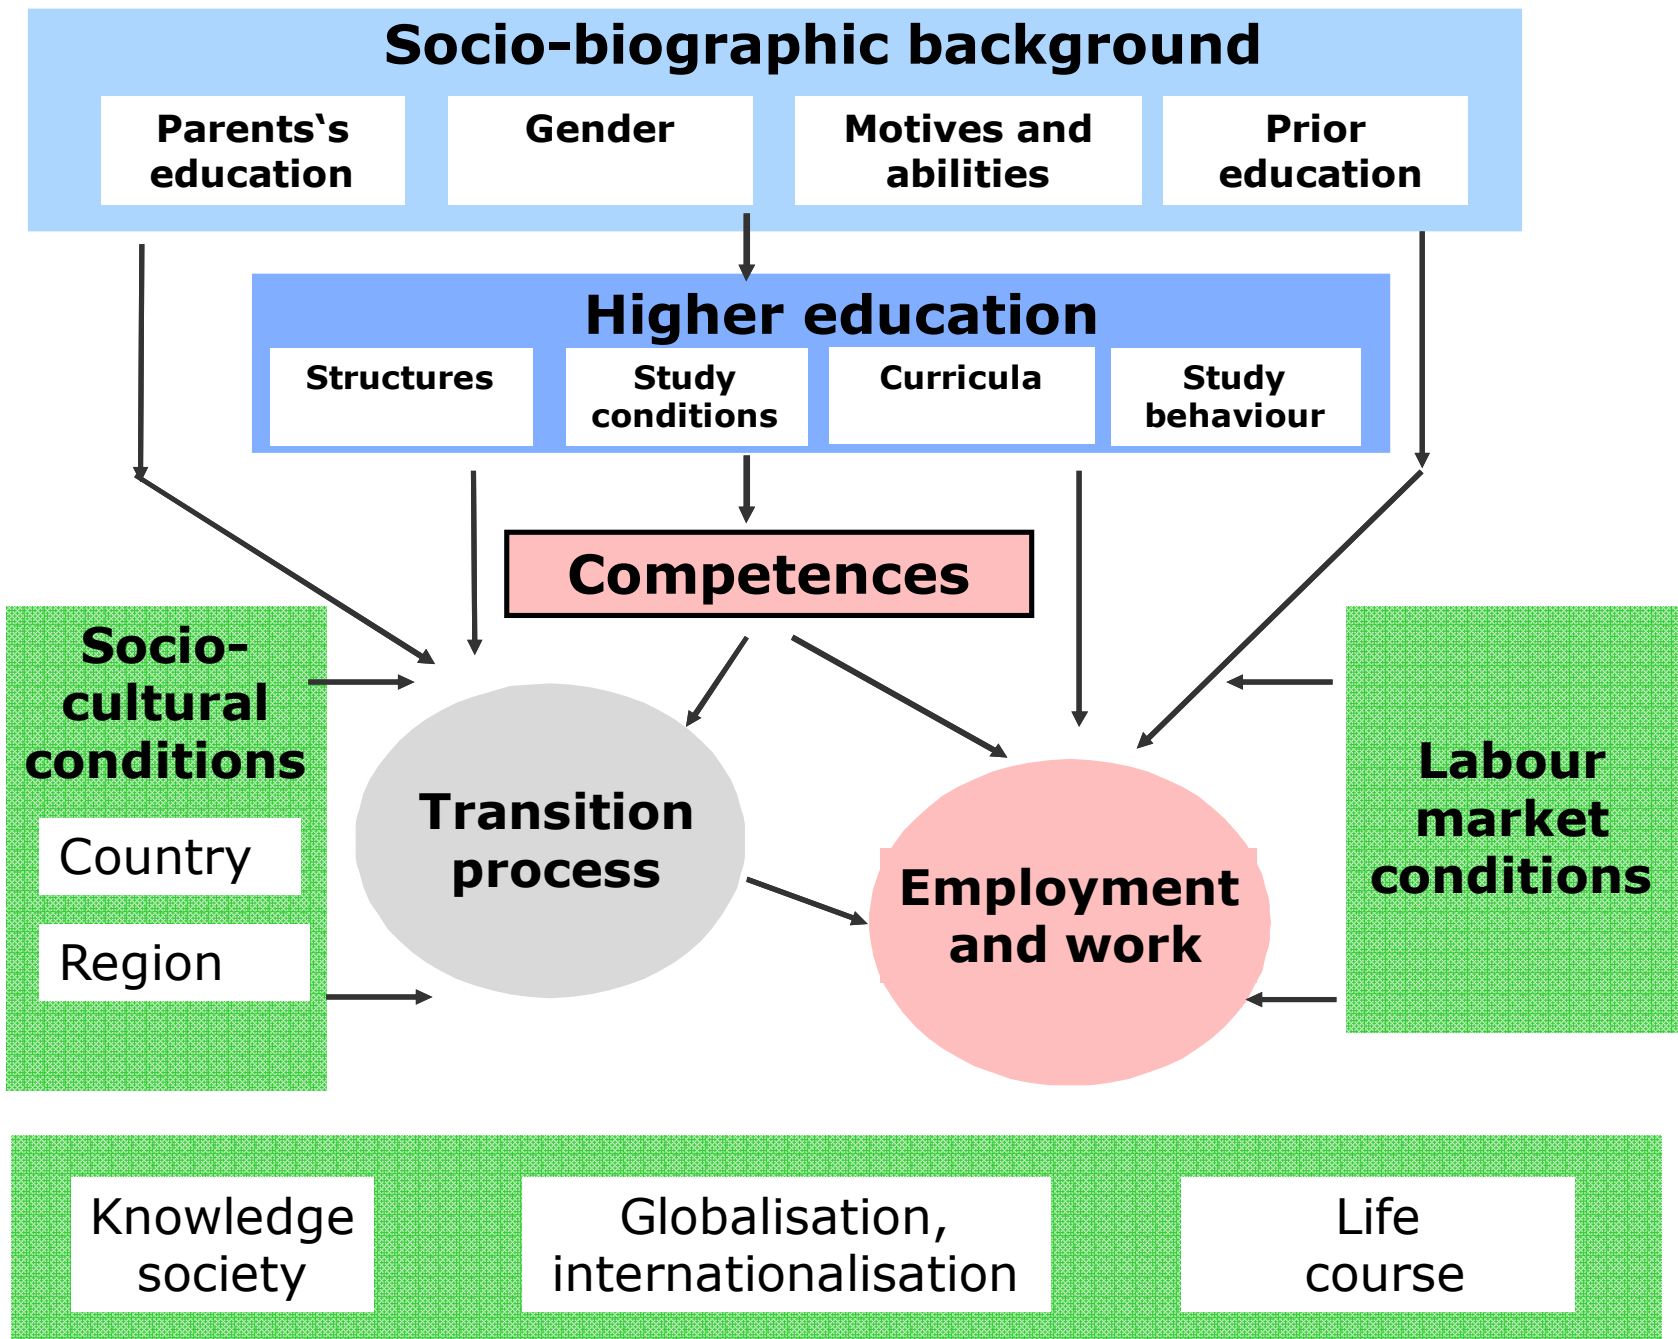 Socio-biographic background
Parents‘s
education
Gender
Motives and
abilities
Prior
education
Higher education
Structures
Study
conditions
Curricula
Study
behaviour
Competences
Socio-
cultural
conditions
Country
Region
Transition
process
Employment
and work
Labour
market
conditions
Knowledge
society
Globalisation,
internationalisation
Life
course